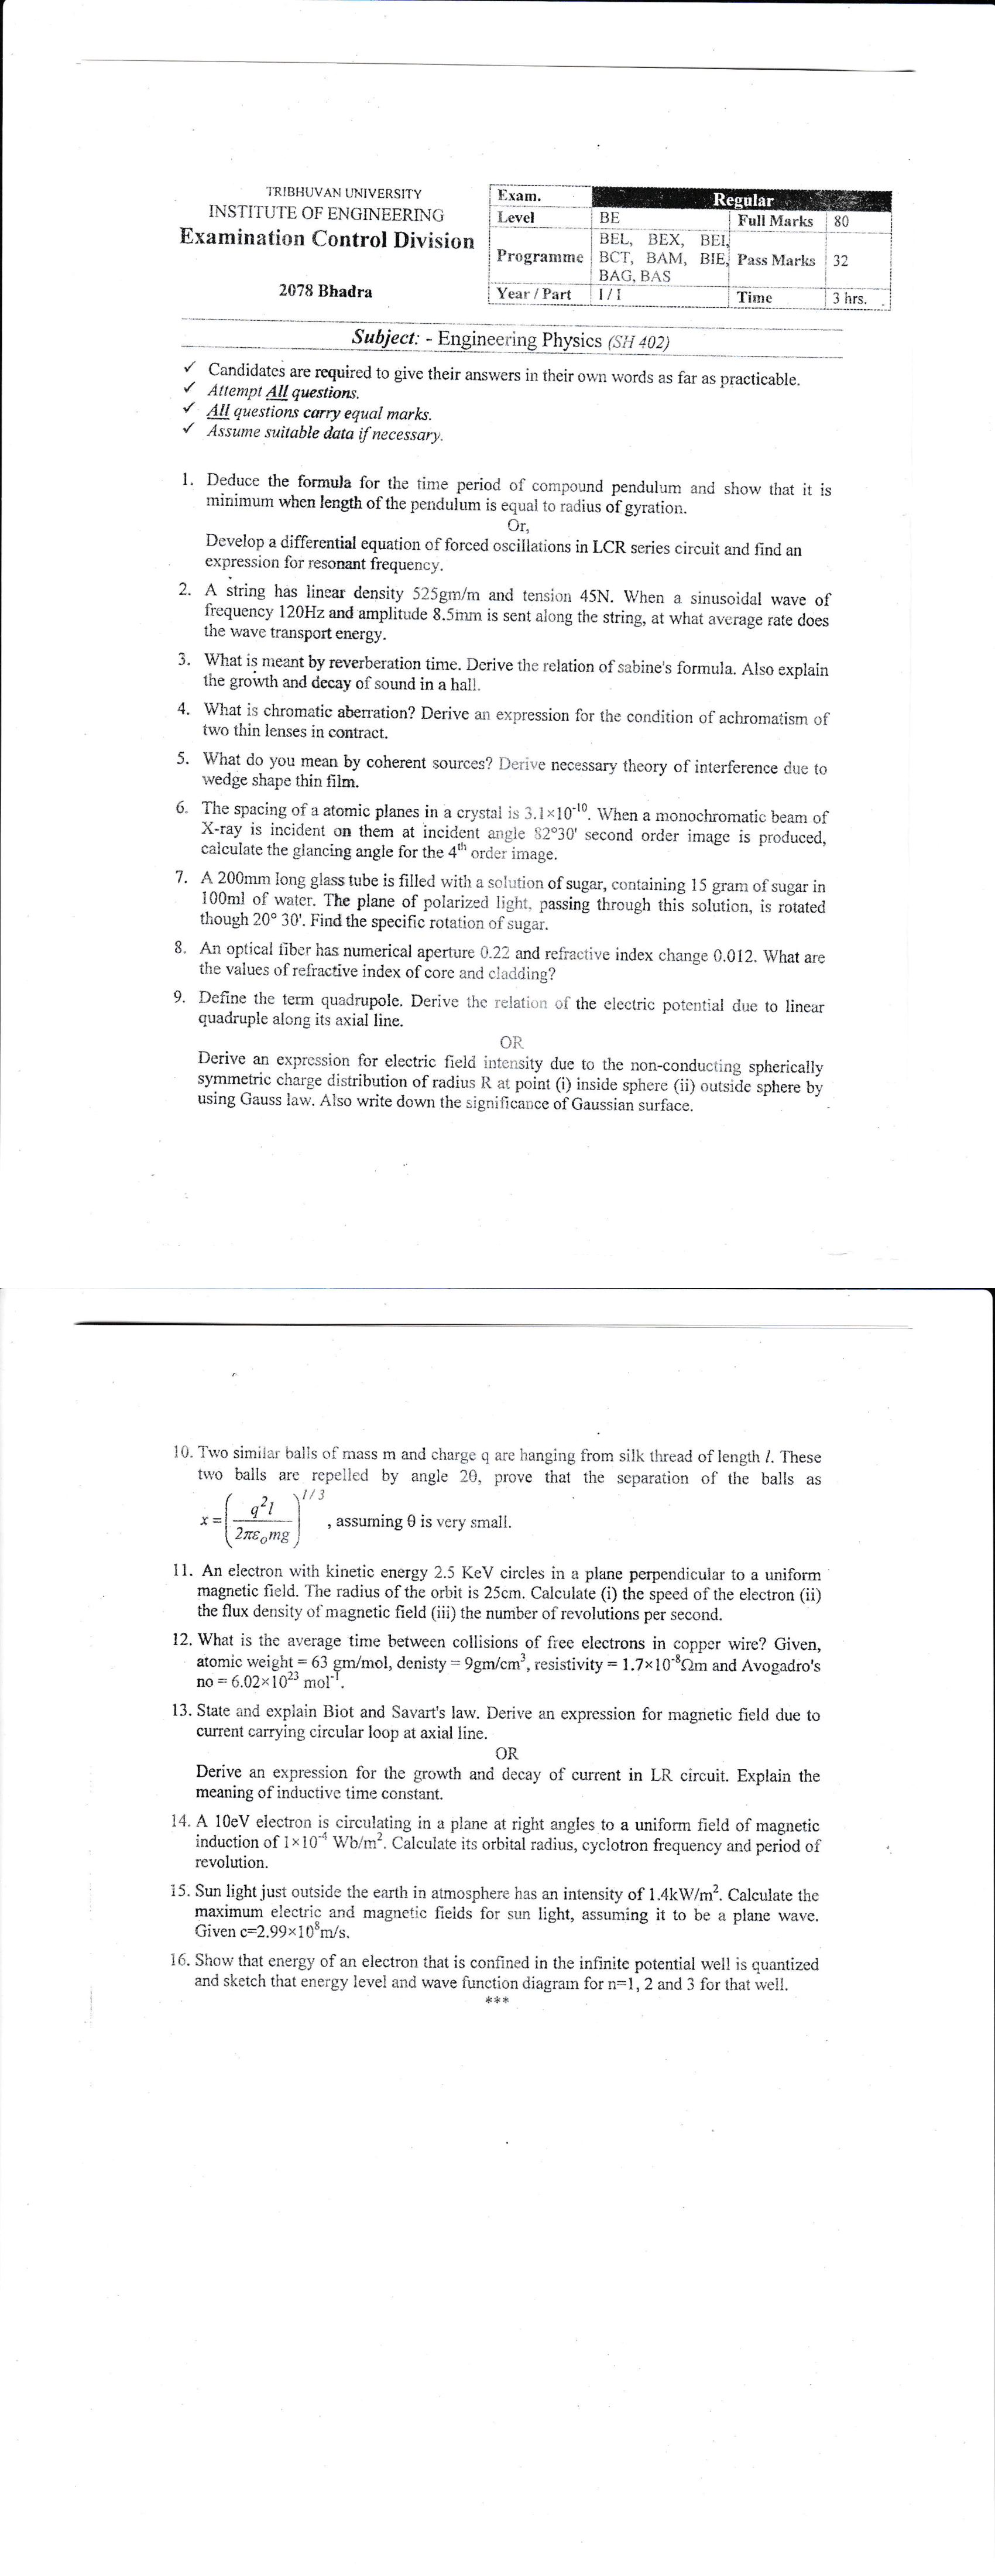 TRIBHUVAN UNIVERSITY
INSTITUTE OF ENGINEERING
Examination Control Division
2078 Bhadra
Exam. Regular
Level BE Full Marks 80
Programme BEL, BEX, BEI, BCT, BAM, BIE, BAG, BAS Pass Marks 32
Year / Part I / I Time 3 hrs.
Subject: - Engineering Physics (SH 402)
✓ Candidates are required to give their answers in their own words as far as practicable.
✓ Attempt All questions.
✓ All questions carry equal marks.
✓ Assume suitable data if necessary.
1. Deduce the formula for the time period of compound pendulum and show that it is
minimum when length of the pendulum is equal to radius of gyration.
Or,
Develop a differential equation of forced oscillations in LCR series circuit and find an
expression for resonant frequency.
2. A string has linear density 525gm/m and tension 45N. When a sinusoidal wave of
frequency 120Hz and amplitude 8.5mm is sent along the string, at what average rate does
the wave transport energy.
3. What is meant by reverberation time. Derive the relation of sabine's formula. Also explain
the growth and decay of sound in a hall.
4. What is chromatic aberration? Derive an expression for the condition of achromatism of
two thin lenses in contract.
5. What do you mean by coherent sources? Derive necessary theory of interference due to
wedge shape thin film.
6. The spacing of a atomic planes in a crystal is 3.1×10⁻¹⁰. When a monochromatic beam of
X-ray is incident on them at incident angle 82°30' second order image is produced,
calculate the glancing angle for the 4th order image.
7. A 200mm long glass tube is filled with a solution of sugar, containing 15 gram of sugar in
100ml of water. The plane of polarized light, passing through this solution, is rotated
though 20° 30'. Find the specific rotation of sugar.
8. An optical fiber has numerical aperture 0.22 and refractive index change 0.012. What are
the values of refractive index of core and cladding?
9. Define the term quadrupole. Derive the relation of the electric potential due to linear
quadruple along its axial line.
OR
Derive an expression for electric field intensity due to the non-conducting spherically
symmetric charge distribution of radius R at point (i) inside sphere (ii) outside sphere by
using Gauss law. Also write down the significance of Gaussian surface.
10. Two similar balls of mass m and charge q are hanging from silk thread of length l. These
two balls are repelled by angle 2θ, prove that the separation of the balls as
x = (q²l / 2πε₀mg)^1/3 , assuming θ is very small.
11. An electron with kinetic energy 2.5 KeV circles in a plane perpendicular to a uniform
magnetic field. The radius of the orbit is 25cm. Calculate (i) the speed of the electron (ii)
the flux density of magnetic field (iii) the number of revolutions per second.
12. What is the average time between collisions of free electrons in copper wire? Given,
atomic weight = 63 gm/mol, denisty = 9gm/cm³, resistivity = 1.7×10⁻⁸Ωm and Avogadro's
no = 6.02×10²³ mol⁻¹.
13. State and explain Biot and Savart's law. Derive an expression for magnetic field due to
current carrying circular loop at axial line.
OR
Derive an expression for the growth and decay of current in LR circuit. Explain the
meaning of inductive time constant.
14. A 10eV electron is circulating in a plane at right angles to a uniform field of magnetic
induction of 1×10⁻⁴ Wb/m². Calculate its orbital radius, cyclotron frequency and period of
revolution.
15. Sun light just outside the earth in atmosphere has an intensity of 1.4kW/m². Calculate the
maximum electric and magnetic fields for sun light, assuming it to be a plane wave.
Given c=2.99×10⁸m/s.
16. Show that energy of an electron that is confined in the infinite potential well is quantized
and sketch that energy level and wave function diagram for n=1, 2 and 3 for that well.
***